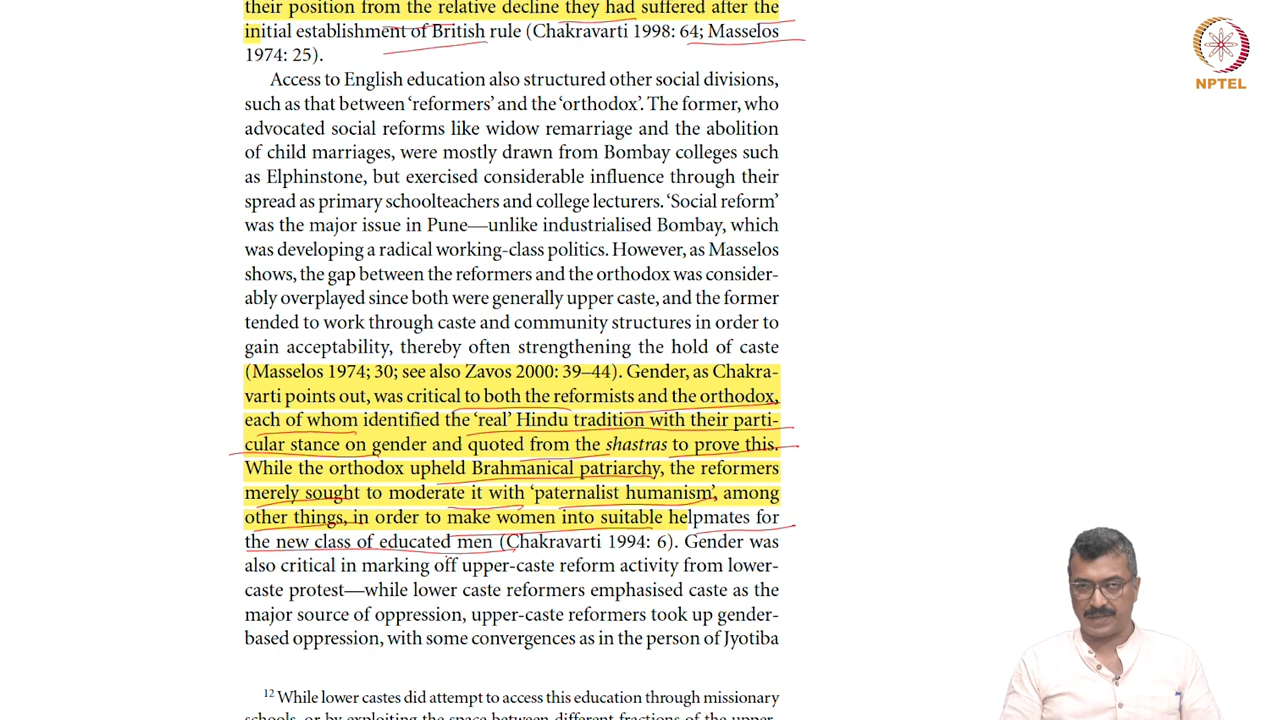 their position from the relative decline they had suffered after the
initial establishment of British rule (Chakravarti 1998: 64; Masselos
1974: 25).
Access to English education also structured other social divisions,
such as that between ‘reformers’ and the ‘orthodox’. The former, who
advocated social reforms like widow remarriage and the abolition
of child marriages, were mostly drawn from Bombay colleges such
as Elphinstone, but exercised considerable influence through their
spread as primary schoolteachers and college lecturers. ‘Social reform’
was the major issue in Pune—unlike industrialised Bombay, which
was developing a radical working-class politics. However, as Masselos
shows, the gap between the reformers and the orthodox was consider-
ably overplayed since both were generally upper caste, and the former
tended to work through caste and community structures in order to
gain acceptability, thereby often strengthening the hold of caste
(Masselos 1974; 30; see also Zavos 2000: 39–44). Gender, as Chakra-
varti points out, was critical to both the reformists and the orthodox,
each of whom identified the ‘real’ Hindu tradition with their parti-
cular stance on gender and quoted from the shastras to prove this.
While the orthodox upheld Brahmanical patriarchy, the reformers
merely sought to moderate it with ‘paternalist humanism’, among
other things, in order to make women into suitable helpmates for
the new class of educated men (Chakravarti 1994: 6). Gender was
also critical in marking off upper-caste reform activity from lower-
caste protest—while lower caste reformers emphasised caste as the
major source of oppression, upper-caste reformers took up gender-
based oppression, with some convergences as in the person of Jyotiba
12 While lower castes did attempt to access this education through missionary
schools, or by exploiting the space between different fractions of the upper-
NPTEL